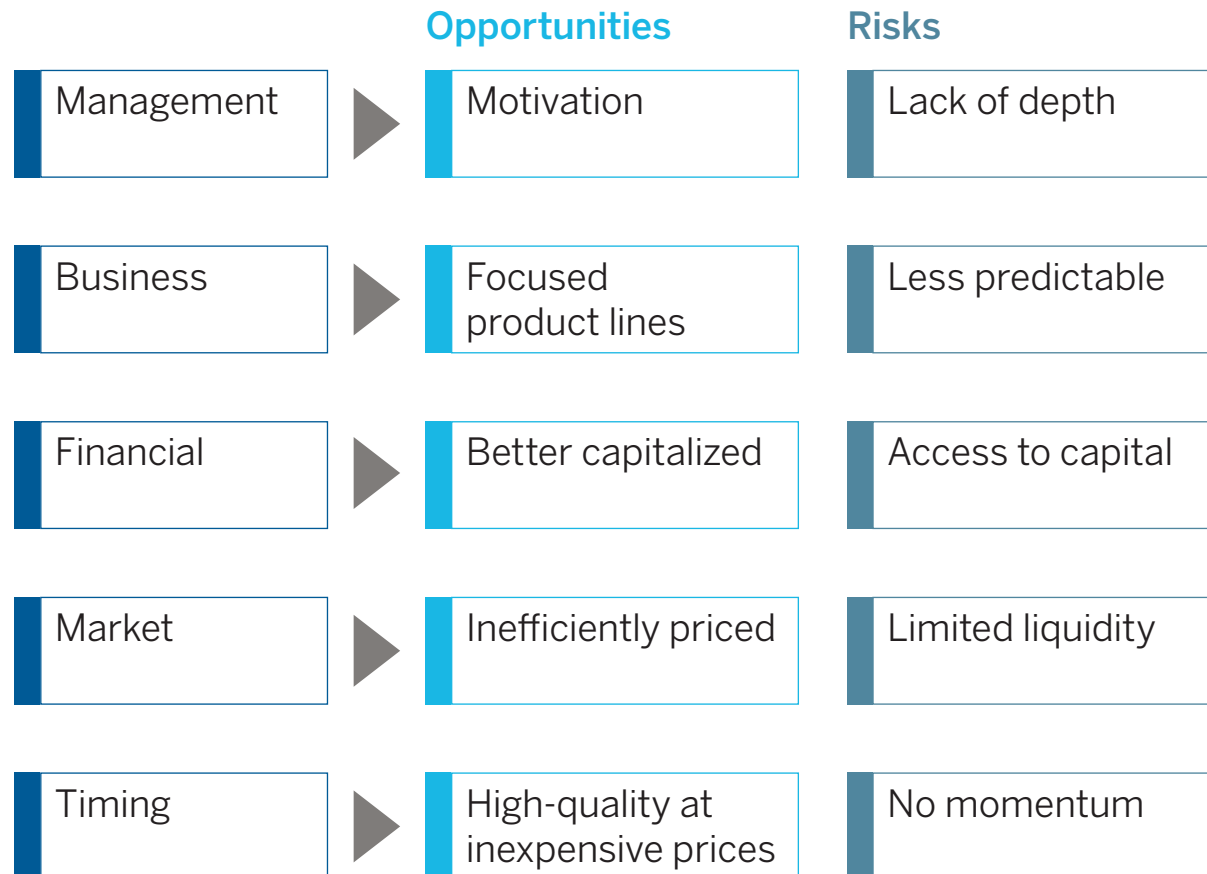 Opportunities
Risks
Management
Motivation
Lack of depth
Business
Focused
product lines
Less predictable
Financial
Better capitalized
Access to capital
Market
Inefficiently priced
Limited liquidity
Timing
High-quality at
inexpensive prices
No momentum